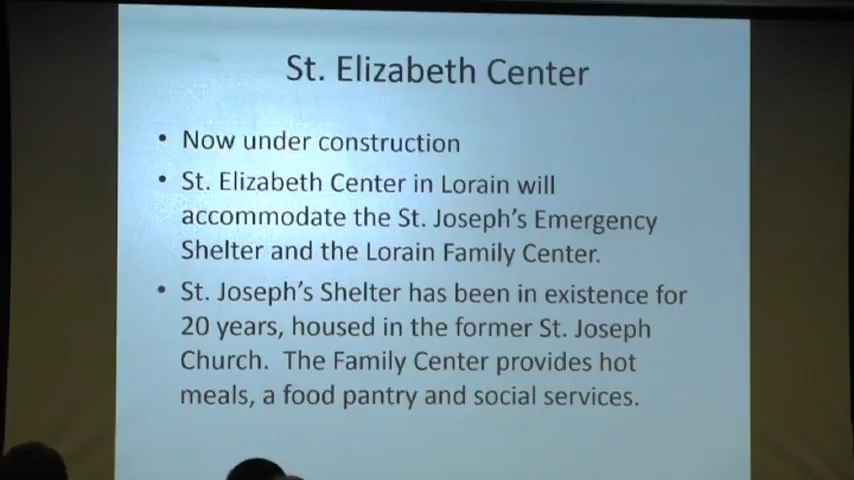 St. Elizabeth Center
• Now under construction
• St. Elizabeth Center in Lorain will
accommodate the St. Joseph's Emergency
Shelter and the Lorain Family Center.
• St. Joseph's Shelter has been in existence for
20 years, housed in the former St. Joseph
Church.  The Family Center provides hot
meals, a food pantry and social services.